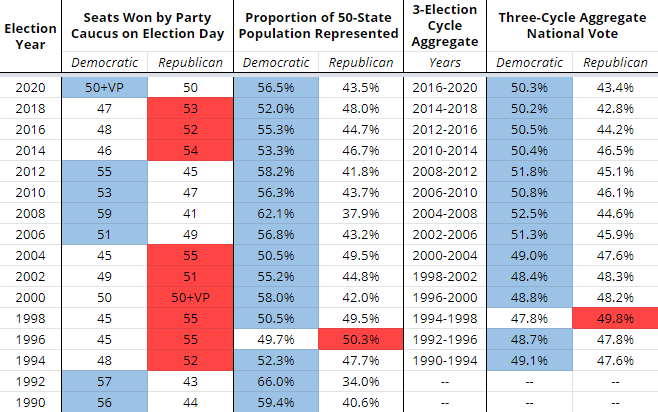 Election Year | Seats Won by Party Caucus on Election Day | Proportion of 50-State Population Represented | 3-Election Cycle Aggregate | Three-Cycle Aggregate National Vote
Democratic | Republican | Democratic | Republican | Years | Democratic | Republican
2020 | 50+VP | 50 | 56.5% | 43.5% | 2016-2020 | 50.3% | 43.4%
2018 | 47 | 53 | 52.0% | 48.0% | 2014-2018 | 50.2% | 42.8%
2016 | 48 | 52 | 55.3% | 44.7% | 2012-2016 | 50.5% | 44.2%
2014 | 46 | 54 | 53.3% | 46.7% | 2010-2014 | 50.4% | 46.5%
2012 | 55 | 45 | 58.2% | 41.8% | 2008-2012 | 51.8% | 45.1%
2010 | 53 | 47 | 56.3% | 43.7% | 2006-2010 | 50.8% | 46.1%
2008 | 59 | 41 | 62.1% | 37.9% | 2004-2008 | 52.5% | 44.6%
2006 | 51 | 49 | 56.8% | 43.2% | 2002-2006 | 51.3% | 45.9%
2004 | 45 | 55 | 50.5% | 49.5% | 2000-2004 | 49.0% | 47.6%
2002 | 49 | 51 | 55.2% | 44.8% | 1998-2002 | 48.4% | 48.3%
2000 | 50 | 50+VP | 58.0% | 42.0% | 1996-2000 | 48.8% | 48.2%
1998 | 45 | 55 | 50.5% | 49.5% | 1994-1998 | 47.8% | 49.8%
1996 | 45 | 55 | 49.7% | 50.3% | 1992-1996 | 48.7% | 47.8%
1994 | 48 | 52 | 52.3% | 47.7% | 1990-1994 | 49.1% | 47.6%
1992 | 57 | 43 | 66.0% | 34.0% | -- | -- | --
1990 | 56 | 44 | 59.4% | 40.6% | -- | -- | --